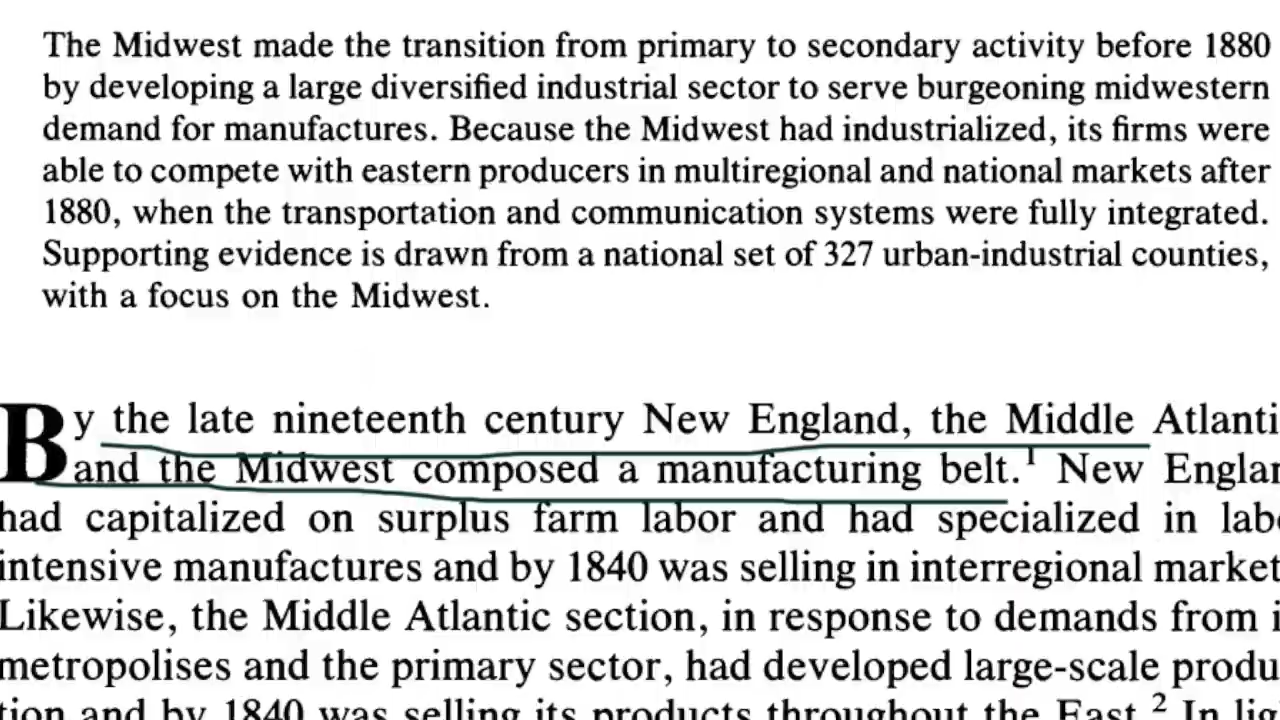 The Midwest made the transition from primary to secondary activity before 1880
by developing a large diversified industrial sector to serve burgeoning midwestern
demand for manufactures. Because the Midwest had industrialized, its firms were
able to compete with eastern producers in multiregional and national markets after
1880, when the transportation and communication systems were fully integrated.
Supporting evidence is drawn from a national set of 327 urban-industrial counties,
with a focus on the Midwest.
By the late nineteenth century New England, the Middle Atlanti
and the Midwest composed a manufacturing belt.¹ New Englan
had capitalized on surplus farm labor and had specialized in labo
intensive manufactures and by 1840 was selling in interregional market
Likewise, the Middle Atlantic section, in response to demands from i
metropolises and the primary sector, had developed large-scale produ
tion and by 1840 was selling its products throughout the East.² In lig